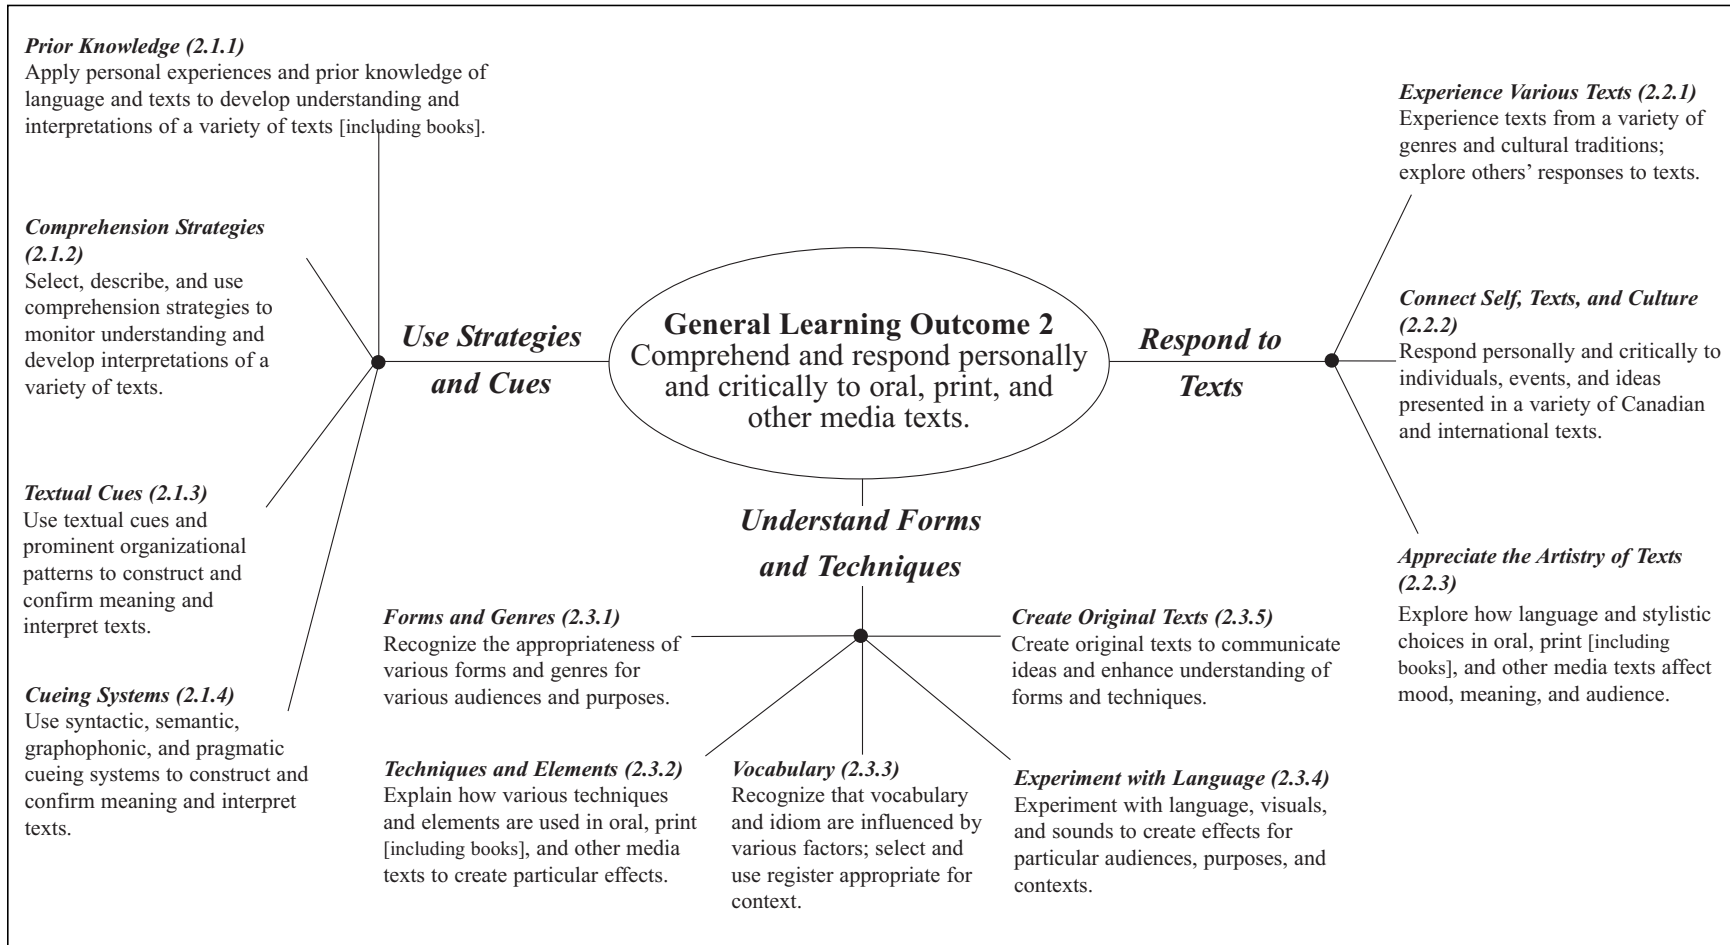 Prior Knowledge (2.1.1)
Apply personal experiences and prior knowledge of
language and texts to develop understanding and
interpretations of a variety of texts [including books].
Comprehension Strategies
(2.1.2)
Select, describe, and use
comprehension strategies to
monitor understanding and
develop interpretations of a
variety of texts.
Textual Cues (2.1.3)
Use textual cues and
prominent organizational
patterns to construct and
confirm meaning and
interpret texts.
Cueing Systems (2.1.4)
Use syntactic, semantic,
graphophonic, and pragmatic
cueing systems to construct and
confirm meaning and interpret
texts.
Use Strategies
and Cues
General Learning Outcome 2
Comprehend and respond personally
and critically to oral, print, and
other media texts.
Respond to
Texts
Experience Various Texts (2.2.1)
Experience texts from a variety of
genres and cultural traditions;
explore others’ responses to texts.
Connect Self, Texts, and Culture
(2.2.2)
Respond personally and critically to
individuals, events, and ideas
presented in a variety of Canadian
and international texts.
Appreciate the Artistry of Texts
(2.2.3)
Explore how language and stylistic
choices in oral, print [including
books], and other media texts affect
mood, meaning, and audience.
Understand Forms
and Techniques
Forms and Genres (2.3.1)
Recognize the appropriateness of
various forms and genres for
various audiences and purposes.
Techniques and Elements (2.3.2)
Explain how various techniques
and elements are used in oral, print
[including books], and other media
texts to create particular effects.
Vocabulary (2.3.3)
Recognize that vocabulary
and idiom are influenced by
various factors; select and
use register appropriate for
context.
Experiment with Language (2.3.4)
Experiment with language, visuals,
and sounds to create effects for
particular audiences, purposes, and
contexts.
Create Original Texts (2.3.5)
Create original texts to communicate
ideas and enhance understanding of
forms and techniques.